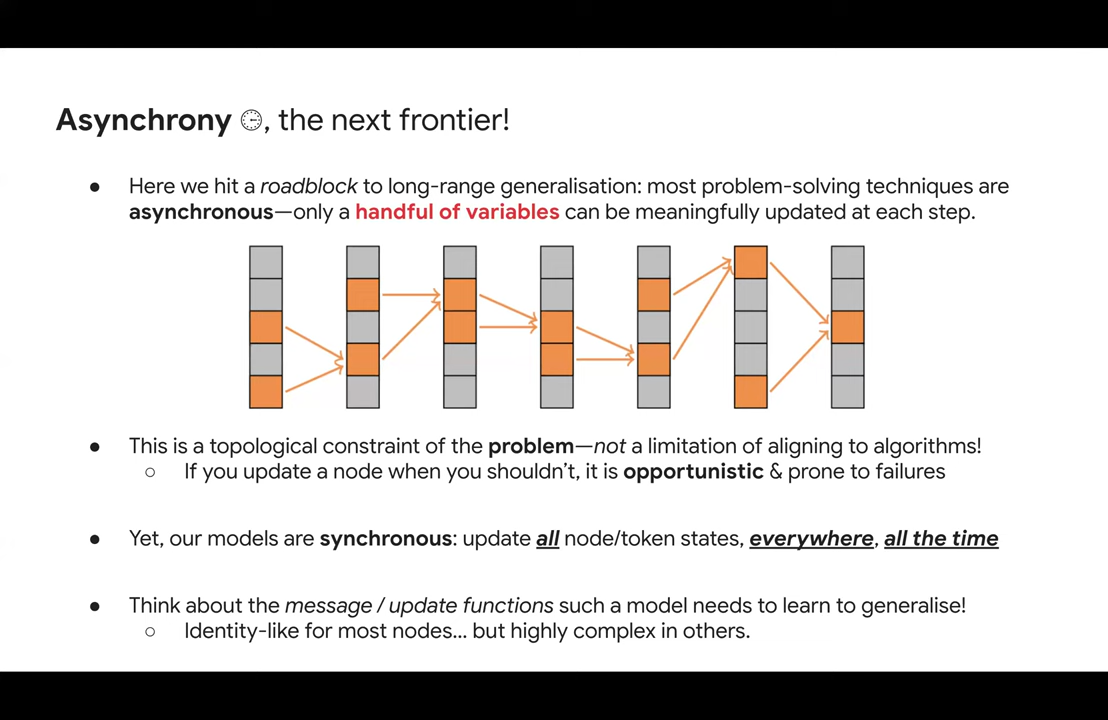 Asynchrony 🕒, the next frontier!
● Here we hit a roadblock to long-range generalisation: most problem-solving techniques are
asynchronous—only a handful of variables can be meaningfully updated at each step.
● This is a topological constraint of the problem—not a limitation of aligning to algorithms!
○ If you update a node when you shouldn't, it is opportunistic & prone to failures
● Yet, our models are synchronous: update all node/token states, everywhere, all the time
● Think about the message / update functions such a model needs to learn to generalise!
○ Identity-like for most nodes... but highly complex in others.